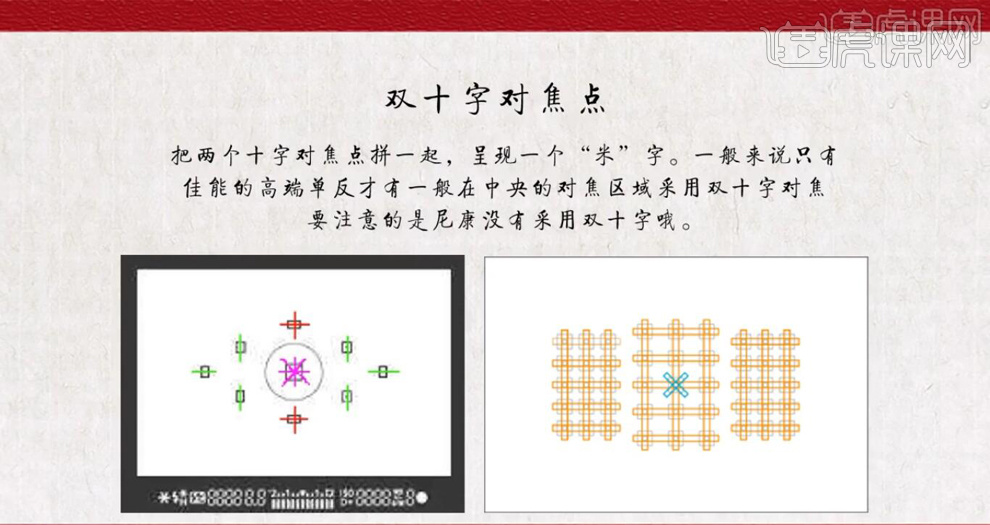 虎课网
双十字对焦点
把两个十字对焦点拼一起，呈现一个“米”字。一般来说只有
佳能的高端单反才有一般在中央的对焦区域采用双十字对焦
要注意的是尼康没有采用双十字哦。